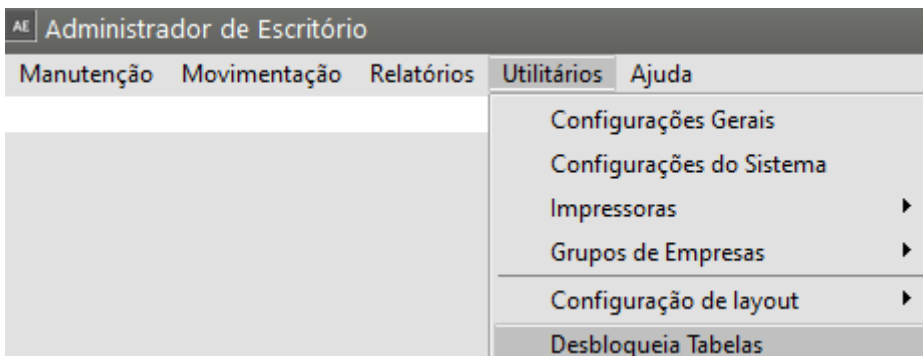 AE Administrador de Escritório
Manutenção Movimentação Relatórios Utilitários Ajuda
Configurações Gerais
Configurações do Sistema
Impressoras
Grupos de Empresas
Configuração de layout
Desbloqueia Tabelas